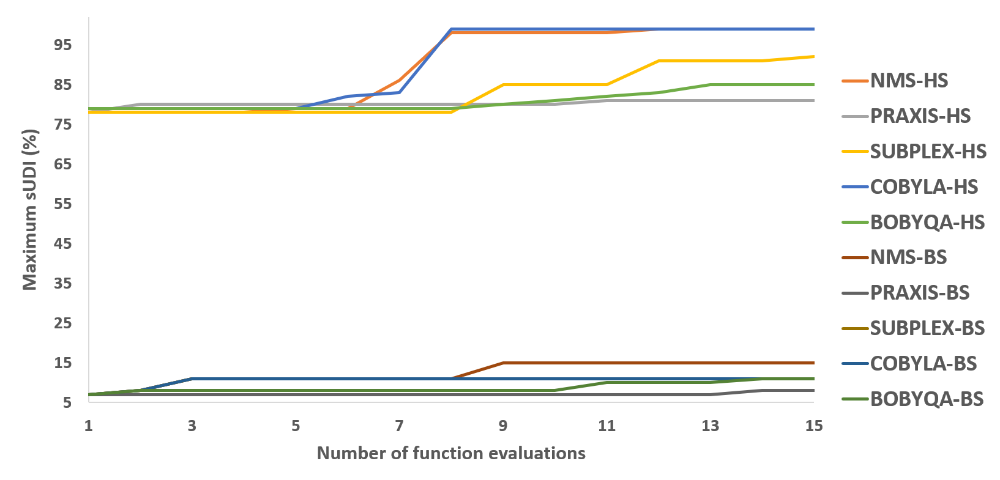 95
85
75
65
55
45
35
25
15
5
Maximum sUDI (%)
1 3 5 7 9 11 13 15
Number of function evaluations
NMS-HS
PRAXIS-HS
SUBPLEX-HS
COBYLA-HS
BOBYQA-HS
NMS-BS
PRAXIS-BS
SUBPLEX-BS
COBYLA-BS
BOBYQA-BS